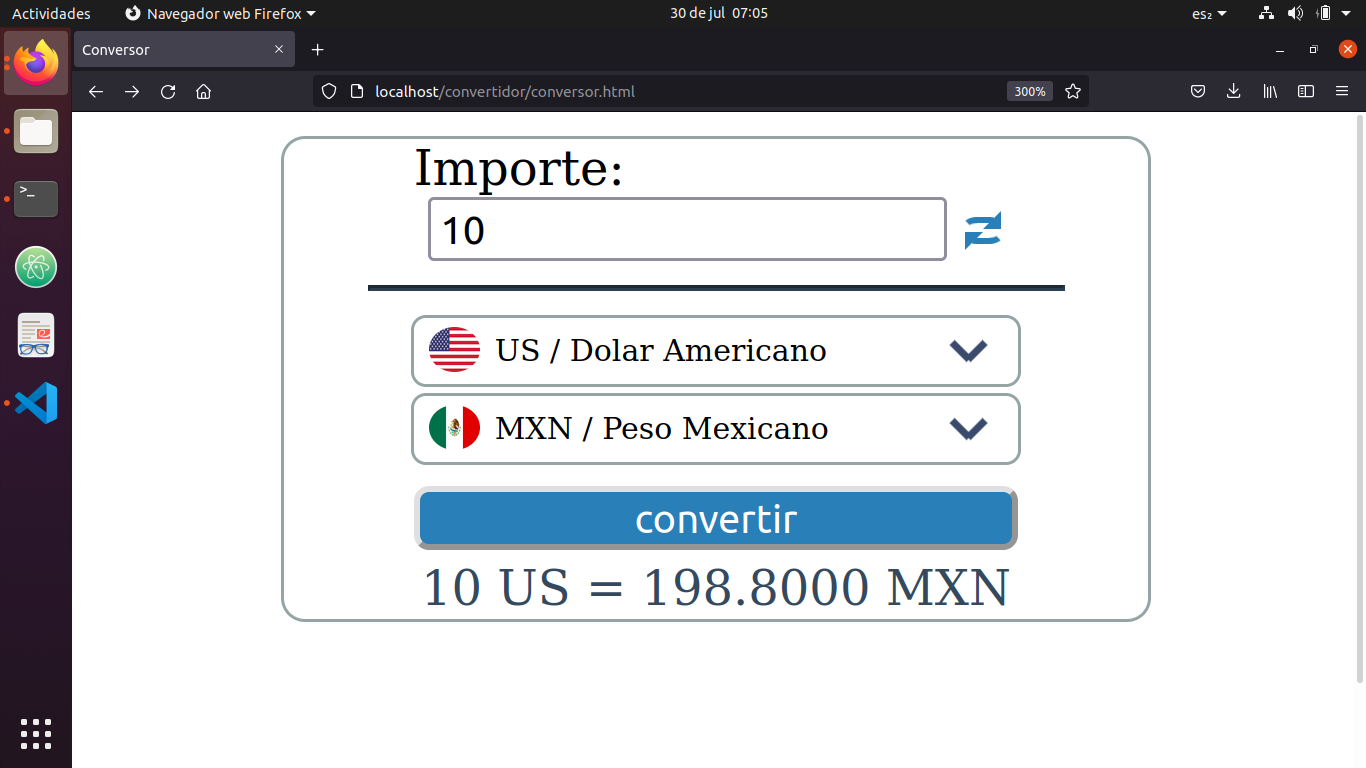 Actividades
Navegador web Firefox
30 de jul 07:05
es₂
Conversor
localhost/convertidor/conversor.html
300%
Importe:
10
US / Dolar Americano
MXN / Peso Mexicano
convertir
10 US = 198.8000 MXN